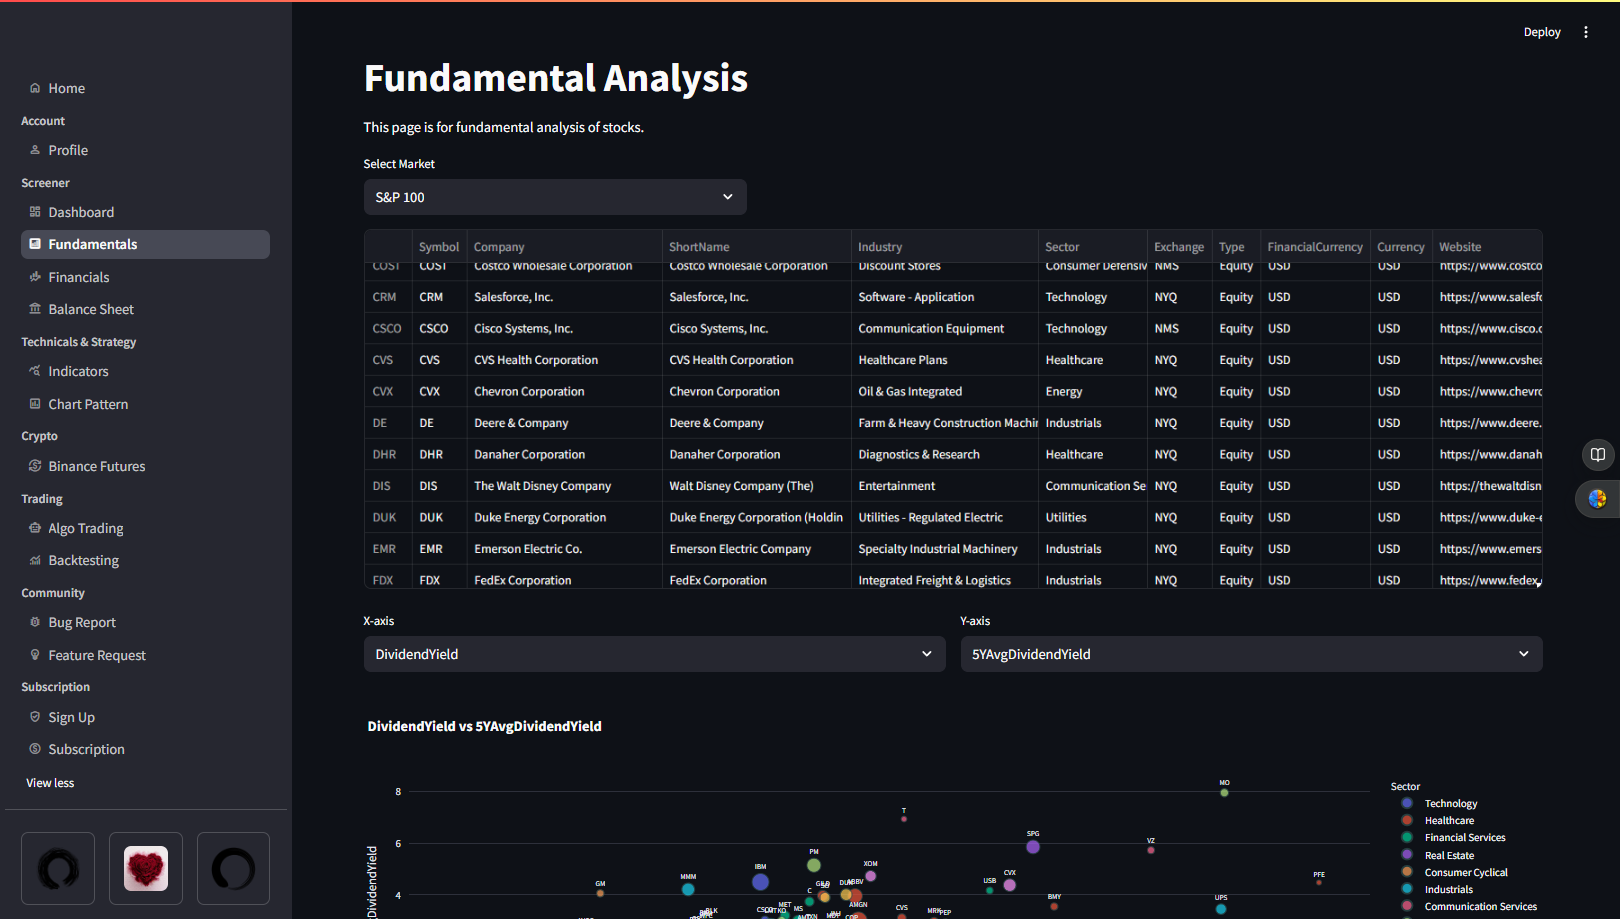 Deploy
Home
Account
Profile
Screener
Dashboard
Fundamentals
Financials
Balance Sheet
Technicals & Strategy
Indicators
Chart Pattern
Crypto
Binance Futures
Trading
Algo Trading
Backtesting
Community
Bug Report
Feature Request
Subscription
Sign Up
Subscription
View less
Fundamental Analysis
This page is for fundamental analysis of stocks.
Select Market
S&P 100
Symbol Company ShortName Industry Sector Exchange Type FinancialCurrency Currency Website
COST COST Costco Wholesale Corporation Costco Wholesale Corporation Discount Stores Consumer Defensiv NMS Equity USD USD https://www.costco
CRM CRM Salesforce, Inc. Salesforce, Inc. Software - Application Technology NYQ Equity USD USD https://www.salesfo
CSCO CSCO Cisco Systems, Inc. Cisco Systems, Inc. Communication Equipment Technology NMS Equity USD USD https://www.cisco.c
CVS CVS CVS Health Corporation CVS Health Corporation Healthcare Plans Healthcare NYQ Equity USD USD https://www.cvshea
CVX CVX Chevron Corporation Chevron Corporation Oil & Gas Integrated Energy NYQ Equity USD USD https://www.chevro
DE DE Deere & Company Deere & Company Farm & Heavy Construction Machin Industrials NYQ Equity USD USD https://www.deere.
DHR DHR Danaher Corporation Danaher Corporation Diagnostics & Research Healthcare NYQ Equity USD USD https://www.danah
DIS DIS The Walt Disney Company Walt Disney Company (The) Entertainment Communication Se NYQ Equity USD USD https://thewaltdisn
DUK DUK Duke Energy Corporation Duke Energy Corporation (Holdin Utilities - Regulated Electric Utilities NYQ Equity USD USD https://www.duke-e
EMR EMR Emerson Electric Co. Emerson Electric Company Specialty Industrial Machinery Industrials NYQ Equity USD USD https://www.emers
FDX FDX FedEx Corporation FedEx Corporation Integrated Freight & Logistics Industrials NYQ Equity USD USD https://www.fedex.
X-axis
DividendYield
Y-axis
5YAvgDividendYield
DividendYield vs 5YAvgDividendYield
8
6
4
DividendYield
MO
T
SPG
VZ
PM
XOM
IBM
CVX
USB
PFE
MMM
GM
C
BMY
UPS
MET
MS
AMGN
CVS
PEP
Sector
Technology
Healthcare
Financial Services
Real Estate
Consumer Cyclical
Industrials
Communication Services